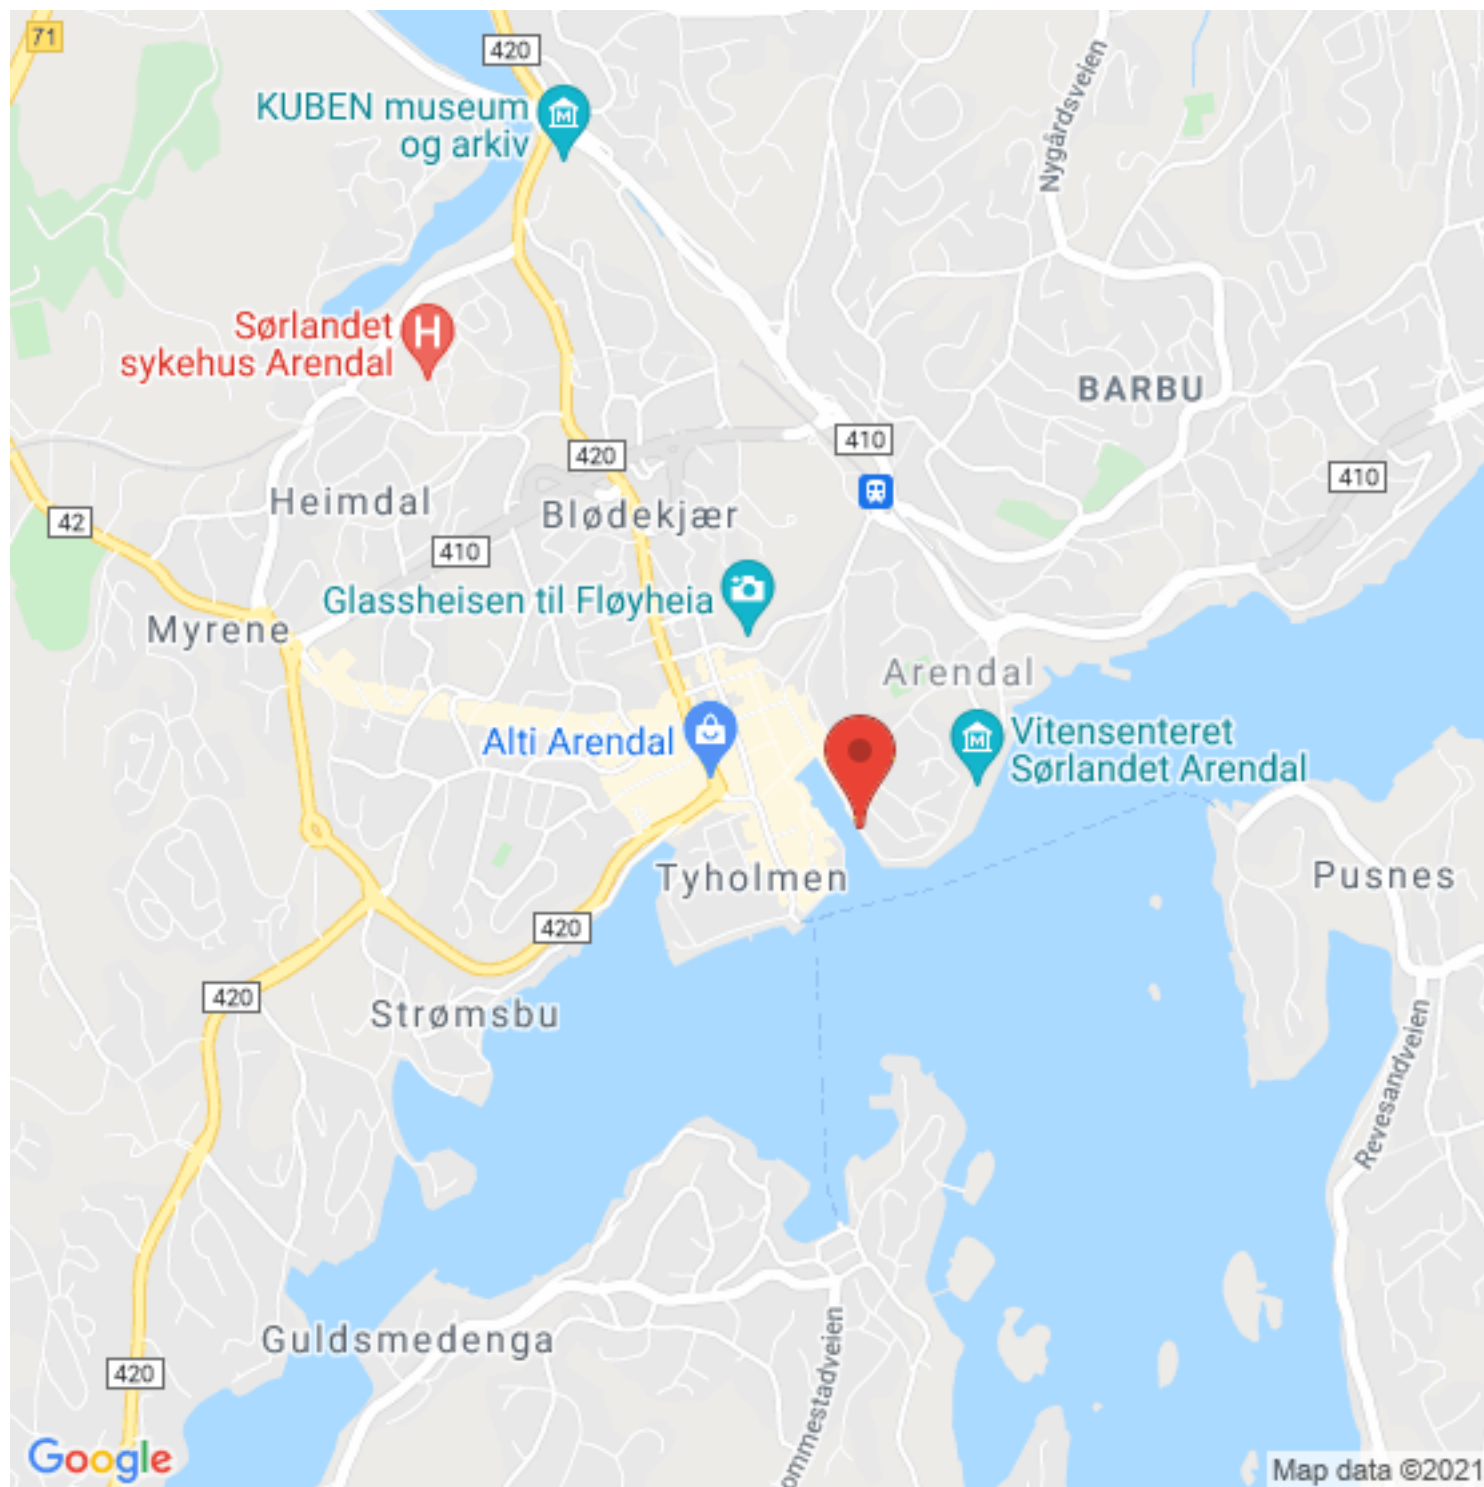 71
420
KUBEN museum
og arkiv
Nygårdsveien
Sørlandet
sykehus Arendal
H
BARBU
410
420
410
Heimdal
42
Blødekjær
410
Glassheisen til Fløyheia
Myrene
Arendal
Alti Arendal
Vitensenteret
Sørlandet Arendal
Tyholmen
Pusnes
420
420
Strømsbu
Revesandveien
Guldsmedenga
ommestadveien
420
Google
Map data ©2021